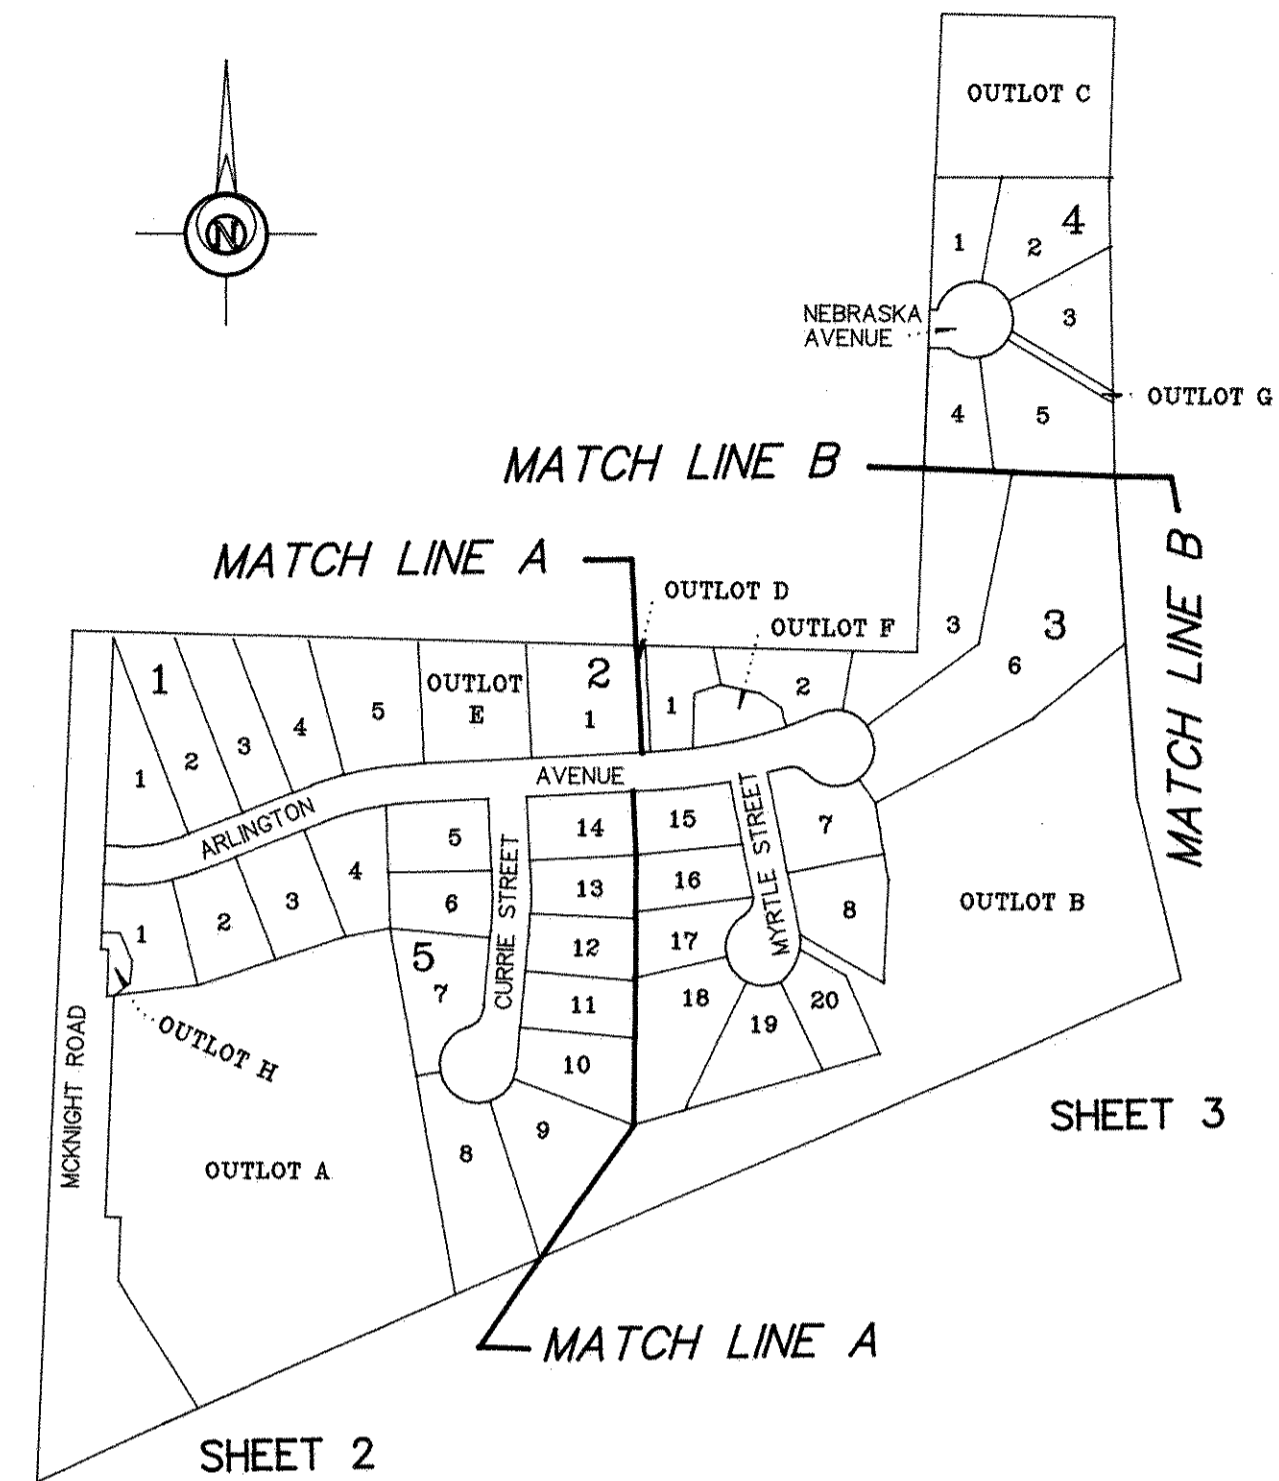 OUTLOT C
N
4
1
2
NEBRASKA
AVENUE
3
OUTLOT G
4
5
MATCH LINE B
MATCH LINE A
MATCH LINE B
OUTLOT D
OUTLOT F
3
3
6
1
2
OUTLOT
E
1
2
3
4
5
1
1
2
AVENUE
ARLINGTON
MYRTLE STREET
5
14
15
7
4
6
13
16
3
8
OUTLOT B
1
2
CURRIE STREET
12
17
5
7
11
18
19
20
OUTLOT H
MCKNIGHT ROAD
10
9
8
SHEET 3
OUTLOT A
MATCH LINE A
SHEET 2